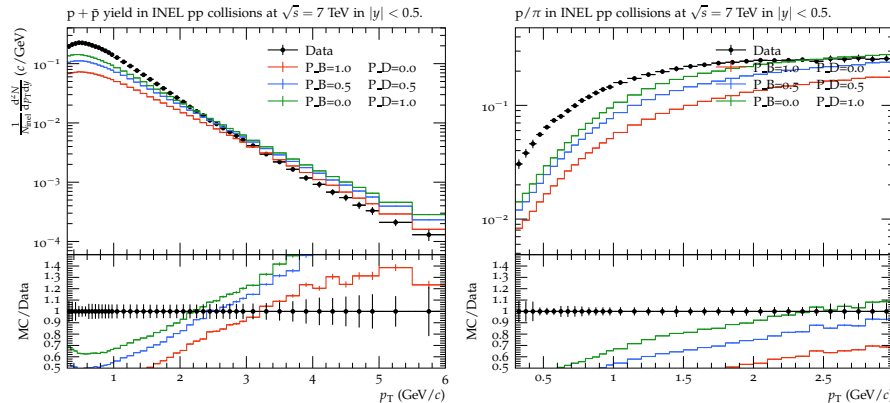 p + p̄ yield in INEL pp collisions at √s = 7 TeV in |y| < 0.5.
1/N_inel d²N/dp_T dy (c/GeV)
10⁻¹
10⁻²
10⁻³
10⁻⁴
Data
P_B=1.0 P_D=0.0
P_B=0.5 P_D=0.5
P_B=0.0 P_D=1.0
MC/Data
1.4
1.3
1.2
1.1
1
0.9
0.8
0.7
0.6
0.5
1 2 3 4 5 6
p_T (GeV/c)
p/π in INEL pp collisions at √s = 7 TeV in |y| < 0.5.
10⁻¹
10⁻²
Data
P_B=1.0 P_D=0.0
P_B=0.5 P_D=0.5
P_B=0.0 P_D=1.0
MC/Data
1.4
1.3
1.2
1.1
1
0.9
0.8
0.7
0.6
0.5
0.5 1 1.5 2 2.5
p_T (GeV/c)